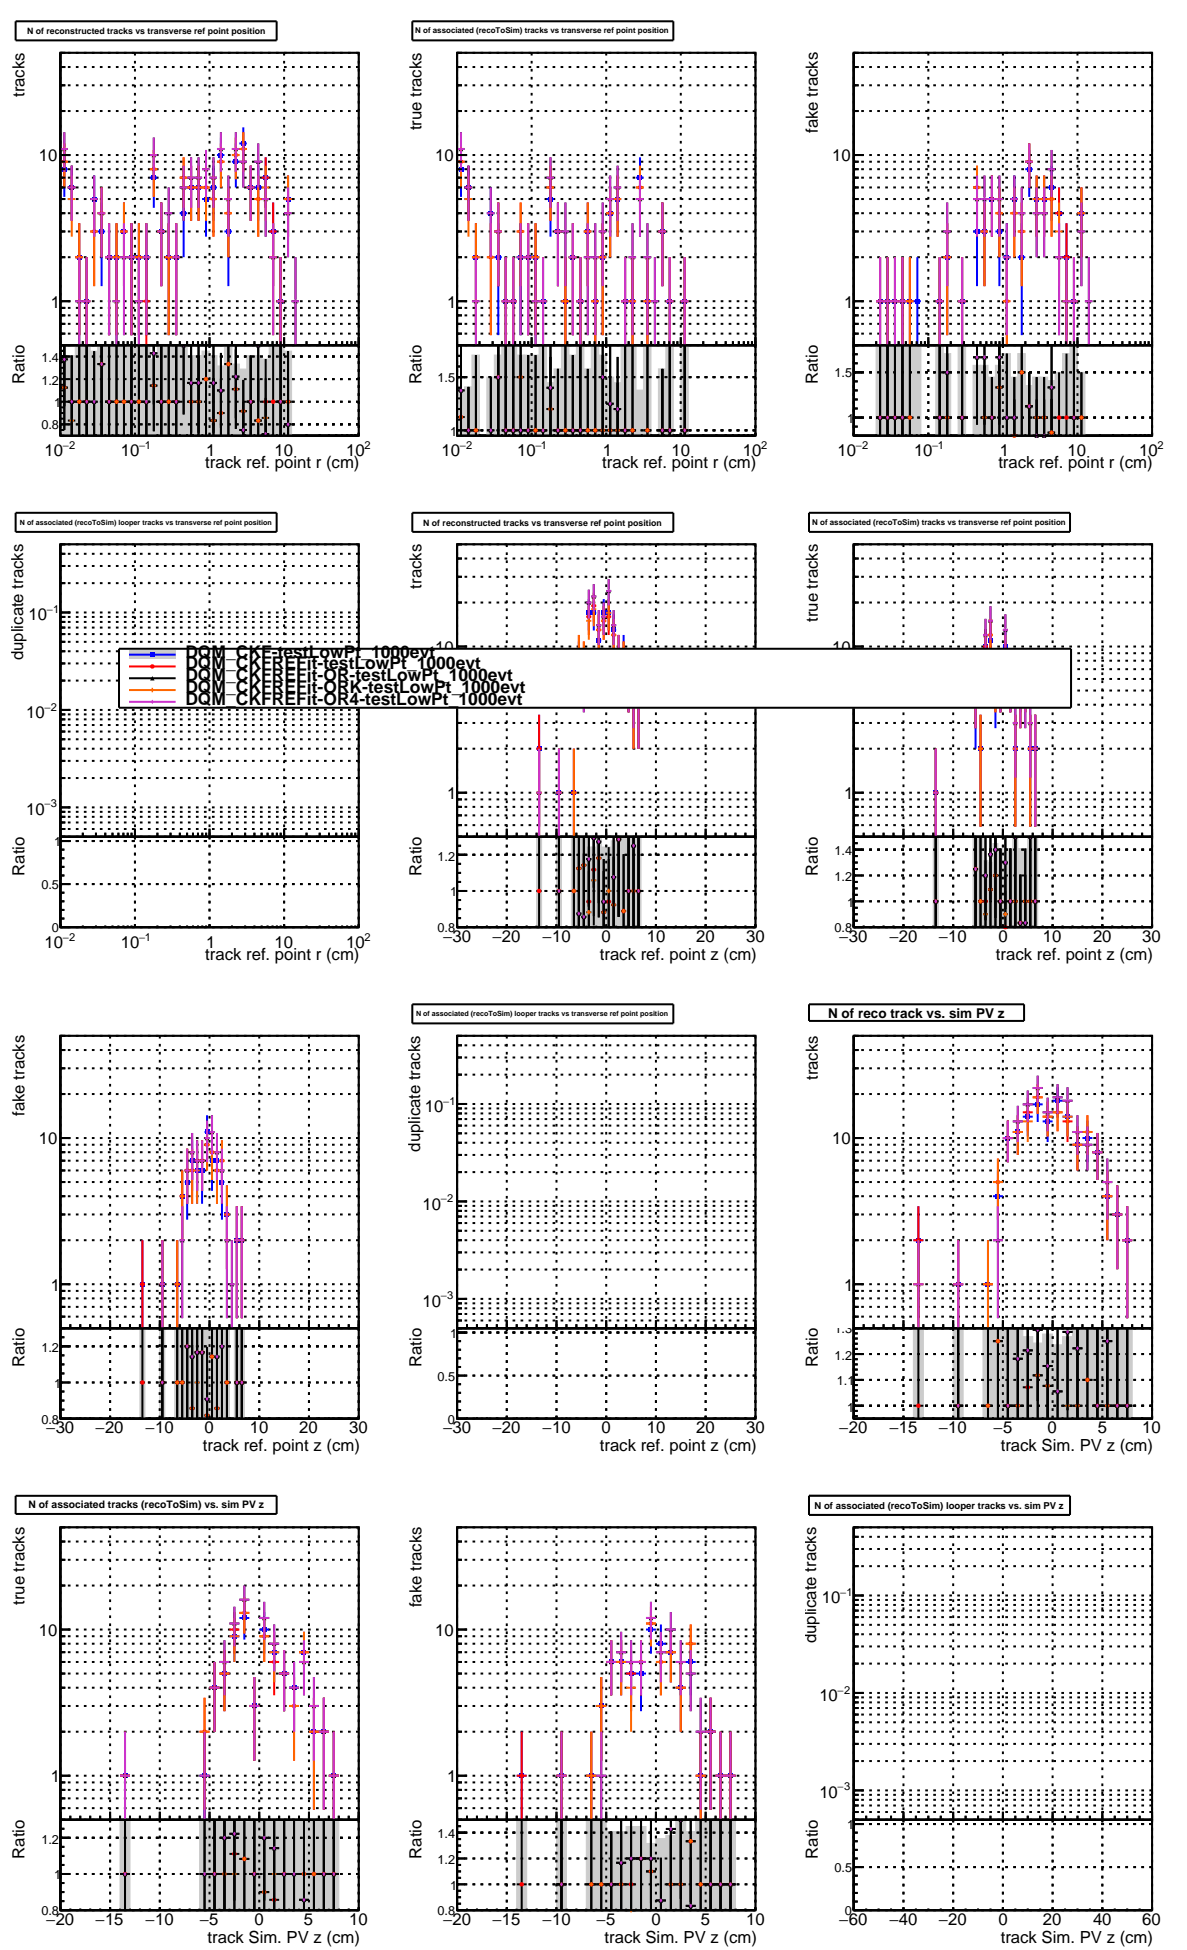 N of reconstructed tracks vs transverse ref point position
N of associated (recoToSim) tracks vs transverse ref point position
tracks
true tracks
fake tracks
10
1
10
1
10
1
Ratio
1.4
1.2
1
0.8
Ratio
1.5
1
Ratio
1.5
1
10−2 10−1 1 10 102
track ref. point r (cm)
10−2 10−1 1 10 102
track ref. point r (cm)
10−2 10−1 1 10 102
track ref. point r (cm)
N of associated (recoToSim) looper tracks vs transverse ref point position
N of reconstructed tracks vs transverse ref point position
N of associated (recoToSim) tracks vs transverse ref point position
duplicate tracks
tracks
true tracks
10−1
10−2
10−3
10
1
10
1
DQM_CKF-testLowPt_1000evt
DQM_CKFREFit-testLowPt_1000evt
DQM_CKFREFit-OR-testLowPt_1000evt
DQM_CKFREFit-ORK-testLowPt_1000evt
DQM_CKFREFit-OR4-testLowPt_1000evt
Ratio
1
0.5
0
Ratio
1.2
1
0.8
Ratio
1.4
1.2
1
0.8
10−2 10−1 1 10 102
track ref. point r (cm)
−30 −20 −10 0 10 20 30
track ref. point z (cm)
−30 −20 −10 0 10 20 30
track ref. point z (cm)
N of associated (recoToSim) looper tracks vs transverse ref point position
N of reco track vs. sim PV z
fake tracks
duplicate tracks
tracks
10
1
10−1
10−2
10−3
10
1
Ratio
1.2
1
0.8
Ratio
1
0.5
0
Ratio
1.3
1.2
1.1
1
−30 −20 −10 0 10 20 30
track ref. point z (cm)
−30 −20 −10 0 10 20 30
track ref. point z (cm)
−20 −15 −10 −5 0 5 10
track Sim. PV z (cm)
N of associated tracks (recoToSim) vs. sim PV z
N of associated (recoToSim) looper tracks vs. sim PV z
true tracks
fake tracks
duplicate tracks
10
1
10
1
10−1
10−2
10−3
Ratio
1.2
1
0.8
Ratio
1.4
1.2
1
0.8
Ratio
1
0.5
0
−20 −15 −10 −5 0 5 10
track Sim. PV z (cm)
−20 −15 −10 −5 0 5 10
track Sim. PV z (cm)
−60 −40 −20 0 20 40 60
track Sim. PV z (cm)